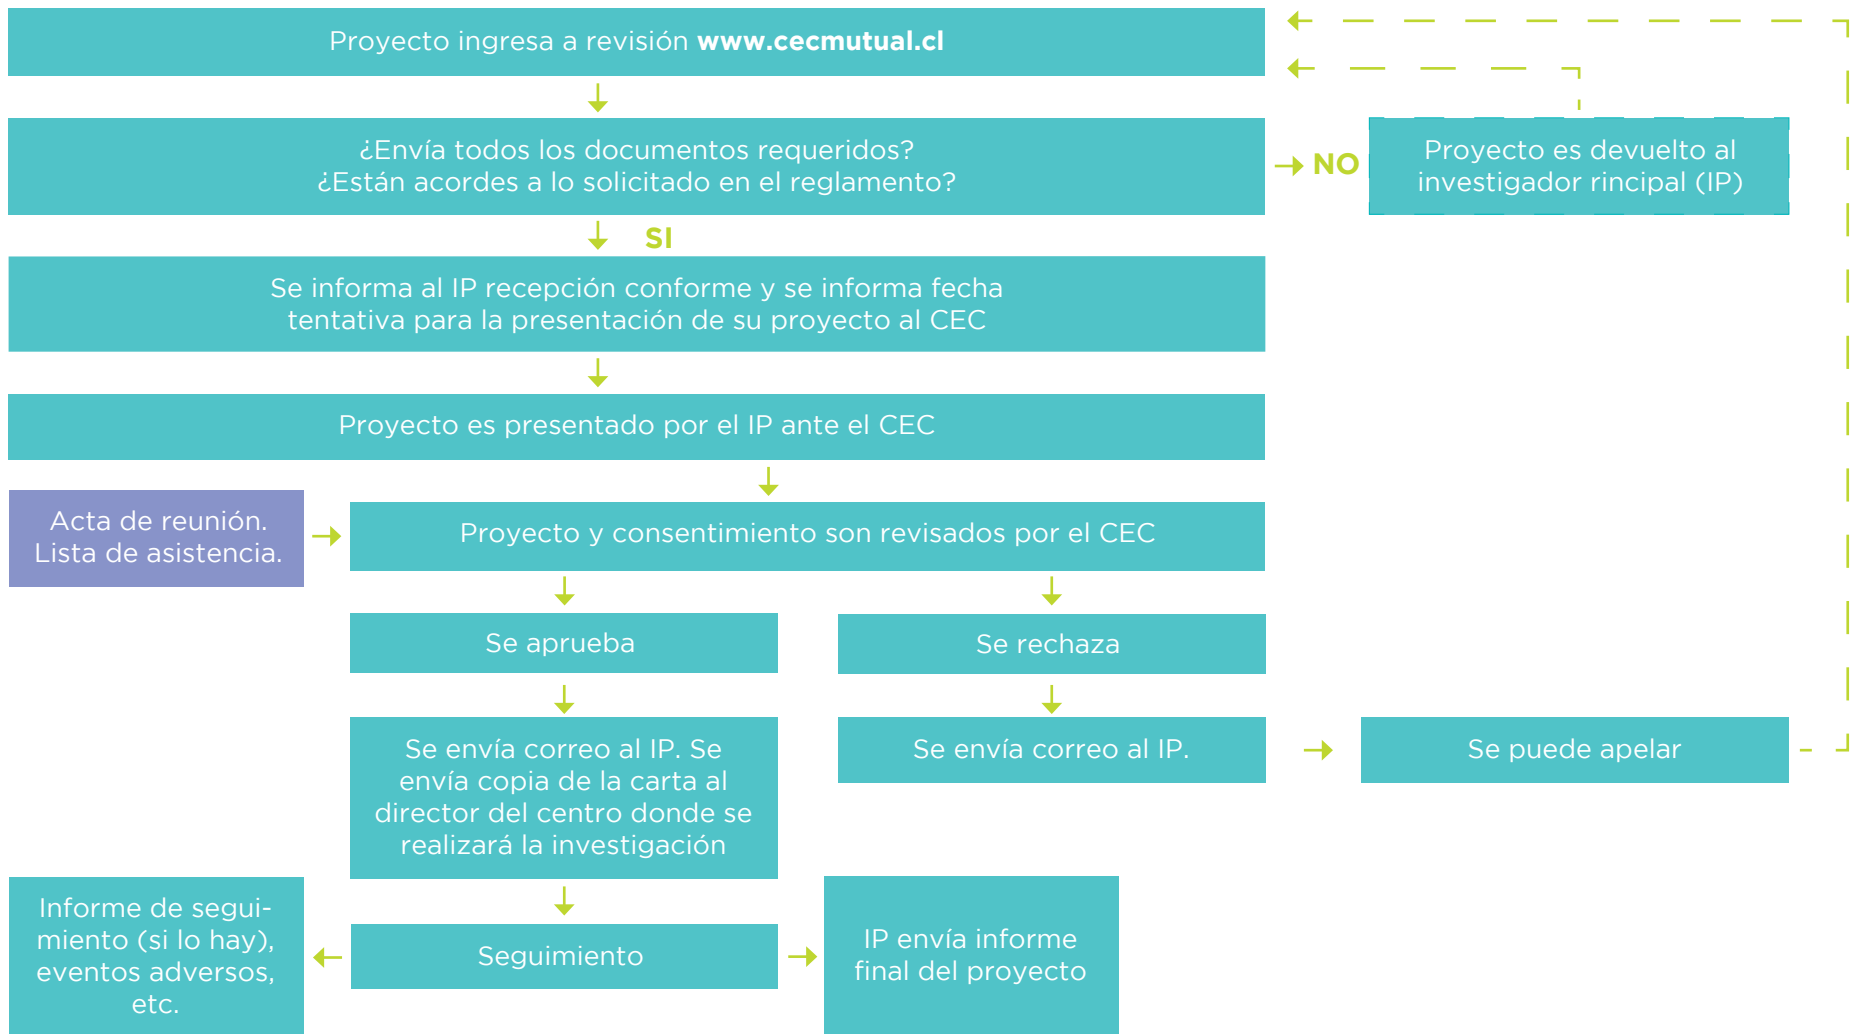 Proyecto ingresa a revisión www.cecmutual.cl
¿Envía todos los documentos requeridos?
¿Están acordes a lo solicitado en el reglamento?
NO
Proyecto es devuelto al
investigador rincipal (IP)
SI
Se informa al IP recepción conforme y se informa fecha
tentativa para la presentación de su proyecto al CEC
Proyecto es presentado por el IP ante el CEC
Acta de reunión.
Lista de asistencia.
Proyecto y consentimiento son revisados por el CEC
Se aprueba
Se rechaza
Se envía correo al IP. Se
envía copia de la carta al
director del centro donde se
realizará la investigación
Se envía correo al IP.
Se puede apelar
Informe de segui-
miento (si lo hay),
eventos adversos,
etc.
Seguimiento
IP envía informe
final del proyecto